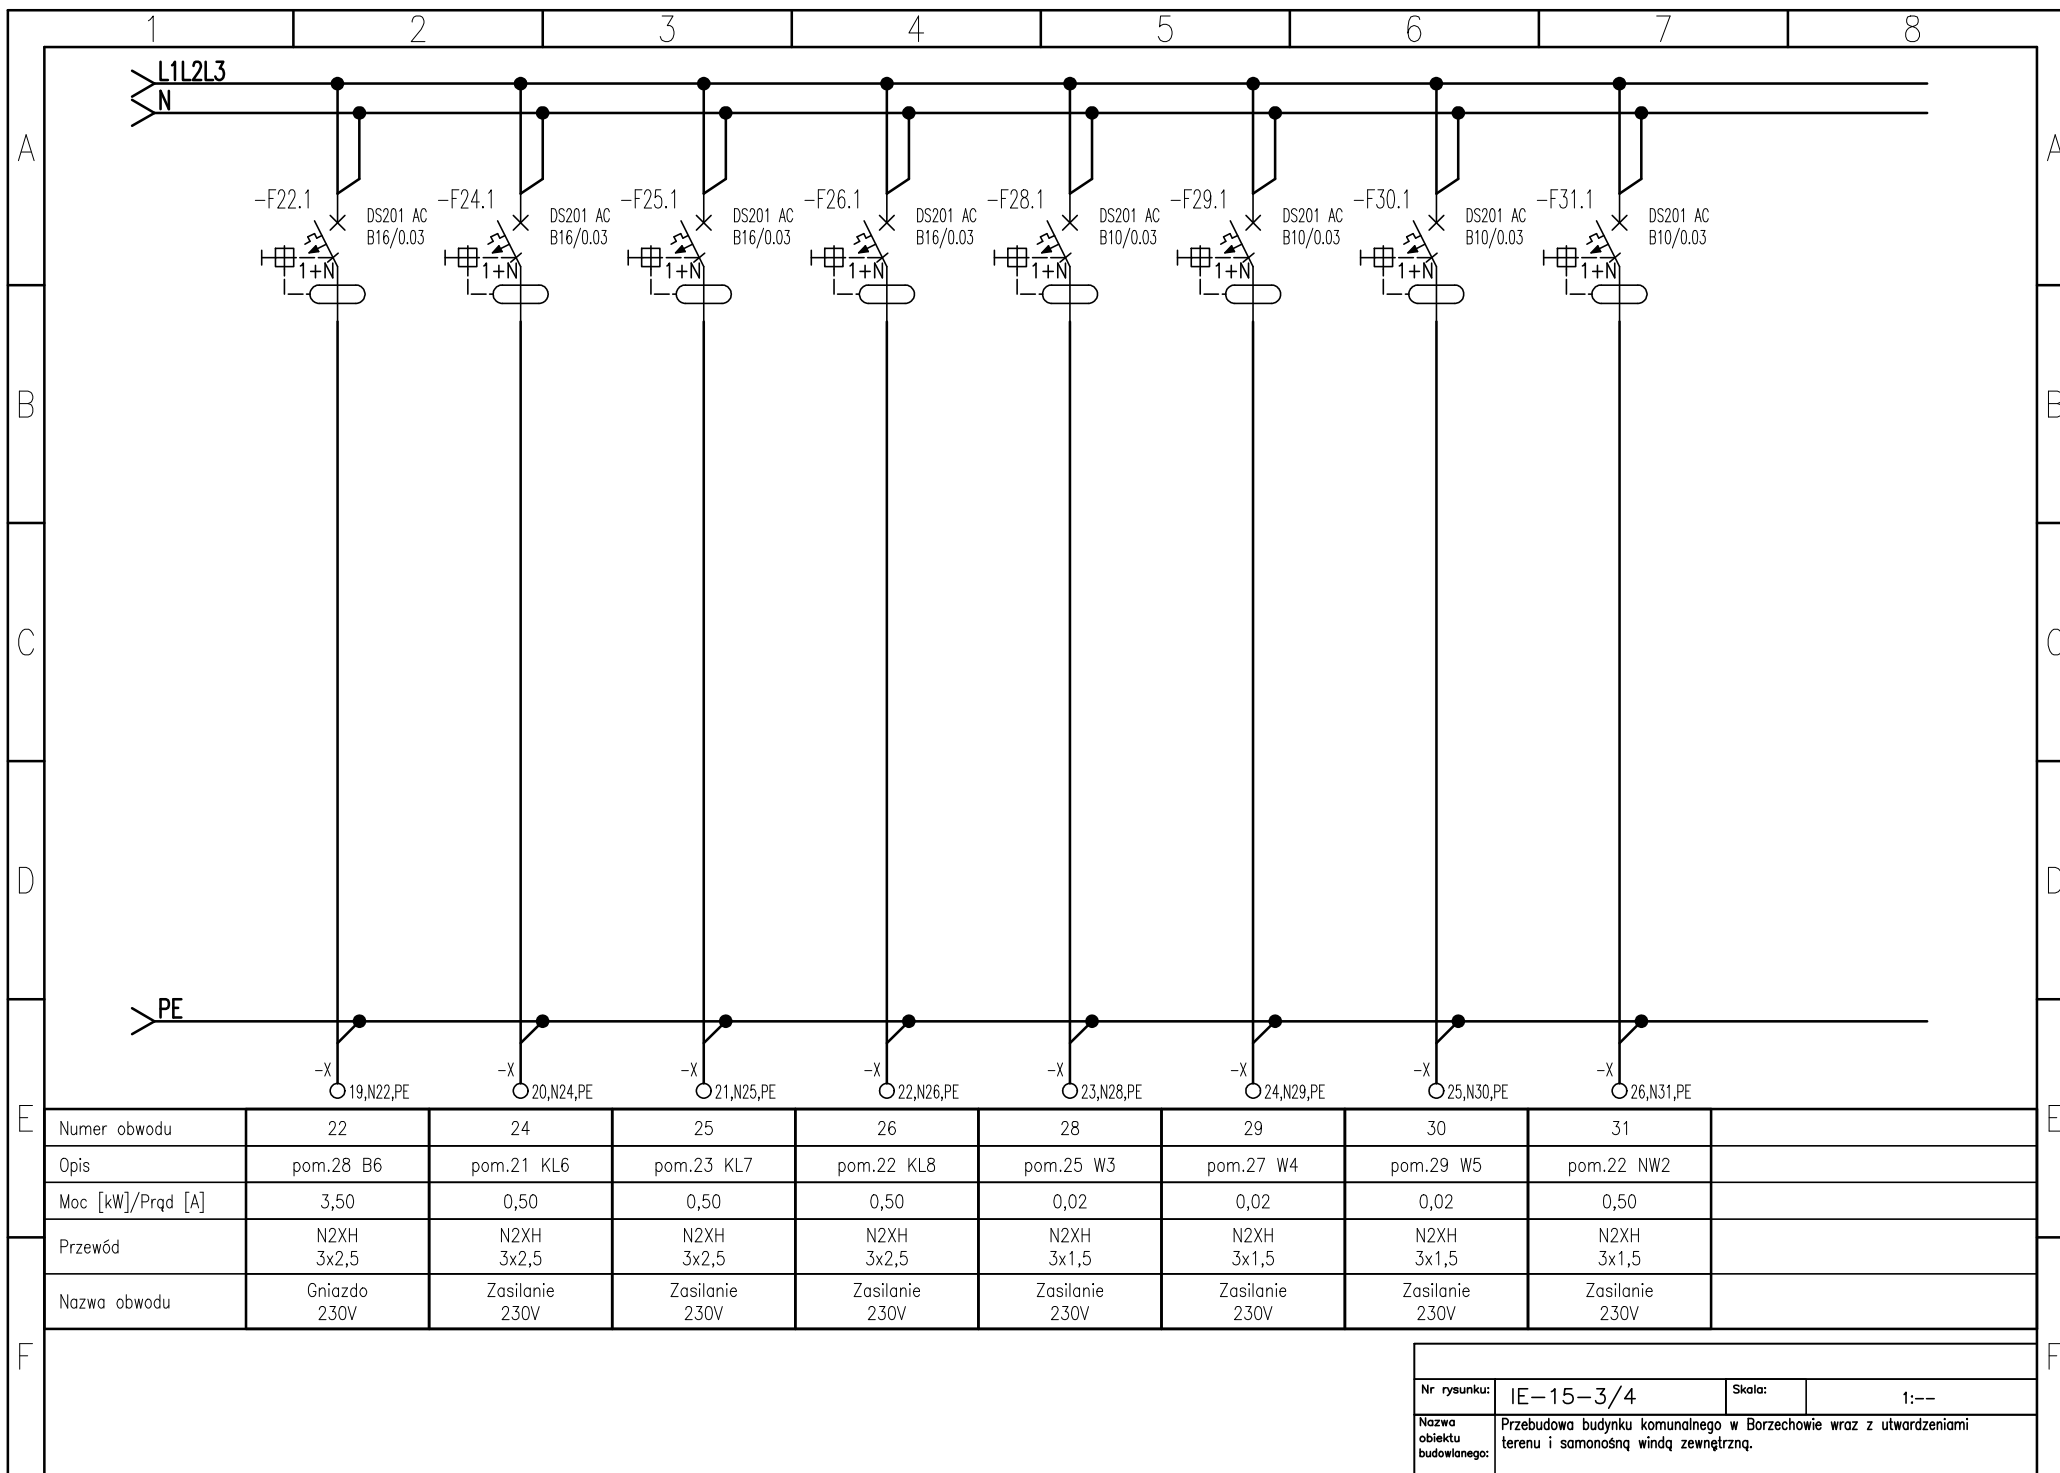 1 2 3 4 5 6 7 8
L1L2L3
N
A A
-F22.1 -F24.1 -F25.1 -F26.1 -F28.1 -F29.1 -F30.1 -F31.1
DS201 AC DS201 AC DS201 AC DS201 AC DS201 AC DS201 AC DS201 AC DS201 AC
B16/0.03 B16/0.03 B16/0.03 B16/0.03 B10/0.03 B10/0.03 B10/0.03 B10/0.03
1+N 1+N 1+N 1+N 1+N 1+N 1+N 1+N
B B
C C
D D
PE
-X -X -X -X -X -X -X -X
19,N22,PE 20,N24,PE 21,N25,PE 22,N26,PE 23,N28,PE 24,N29,PE 25,N30,PE 26,N31,PE
E E
Numer obwodu 22 24 25 26 28 29 30 31
Opis pom.28 B6 pom.21 KL6 pom.23 KL7 pom.22 KL8 pom.25 W3 pom.27 W4 pom.29 W5 pom.22 NW2
Moc [kW]/Prąd [A] 3,50 0,50 0,50 0,50 0,02 0,02 0,02 0,50
Przewód N2XH N2XH N2XH N2XH N2XH N2XH N2XH N2XH
3x2,5 3x2,5 3x2,5 3x2,5 3x1,5 3x1,5 3x1,5 3x1,5
Nazwa obwodu Gniazdo Zasilanie Zasilanie Zasilanie Zasilanie Zasilanie Zasilanie Zasilanie
230V 230V 230V 230V 230V 230V 230V 230V
F F
Nr rysunku: IE-15-3/4 Skala: 1:--
Nazwa obiektu budowlanego: Przebudowa budynku komunalnego w Borzechowie wraz z utwardzeniami
terenu i samonośną windą zewnętrzną.